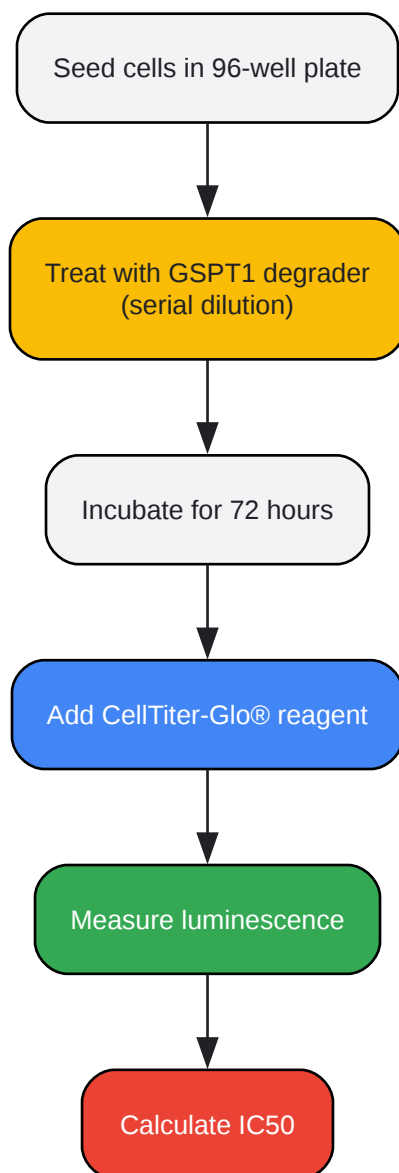 Seed cells in 96-well plate
Treat with GSPT1 degrader
(serial dilution)
Incubate for 72 hours
Add CellTiter-Glo® reagent
Measure luminescence
Calculate IC50